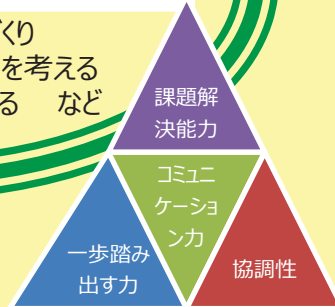 くり
を考える
る　など
課題解
決能力
コミュニ
ケーショ
ン力
一歩踏み
出す力
協調性